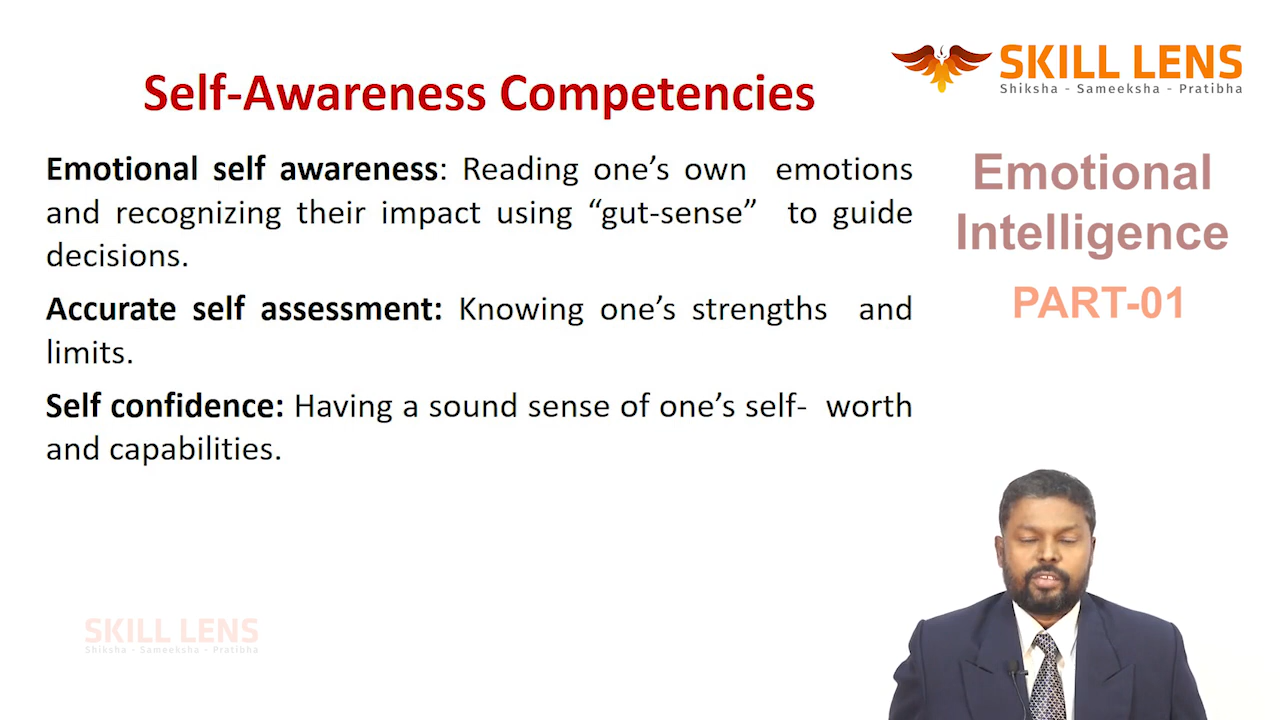 Self-Awareness Competencies
SKILL LENS
Shiksha - Sameeksha - Pratibha
Emotional self awareness: Reading one's own emotions
and recognizing their impact using “gut-sense” to guide
decisions.
Accurate self assessment: Knowing one's strengths and
limits.
Self confidence: Having a sound sense of one's self- worth
and capabilities.
Emotional
Intelligence
PART-01
SKILL LENS
Shiksha - Sameeksha - Pratibha